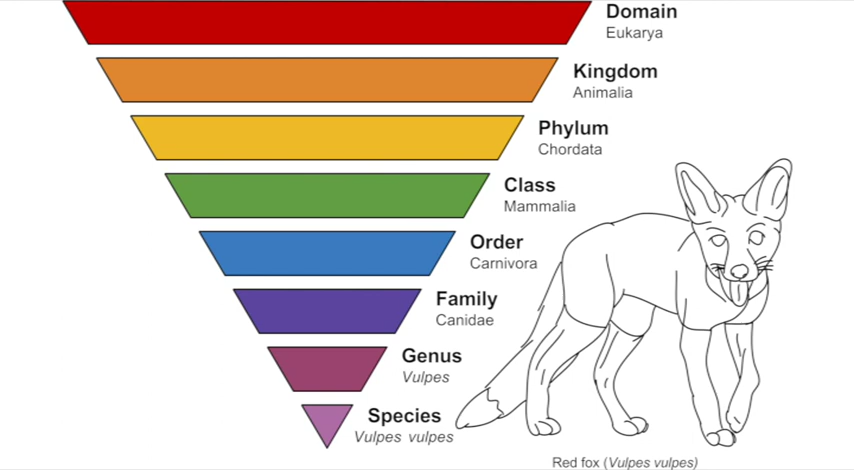 Domain
Eukarya
Kingdom
Animalia
Phylum
Chordata
Class
Mammalia
Order
Carnivora
Family
Canidae
Genus
Vulpes
Species
Vulpes vulpes
Red fox (Vulpes vulpes)